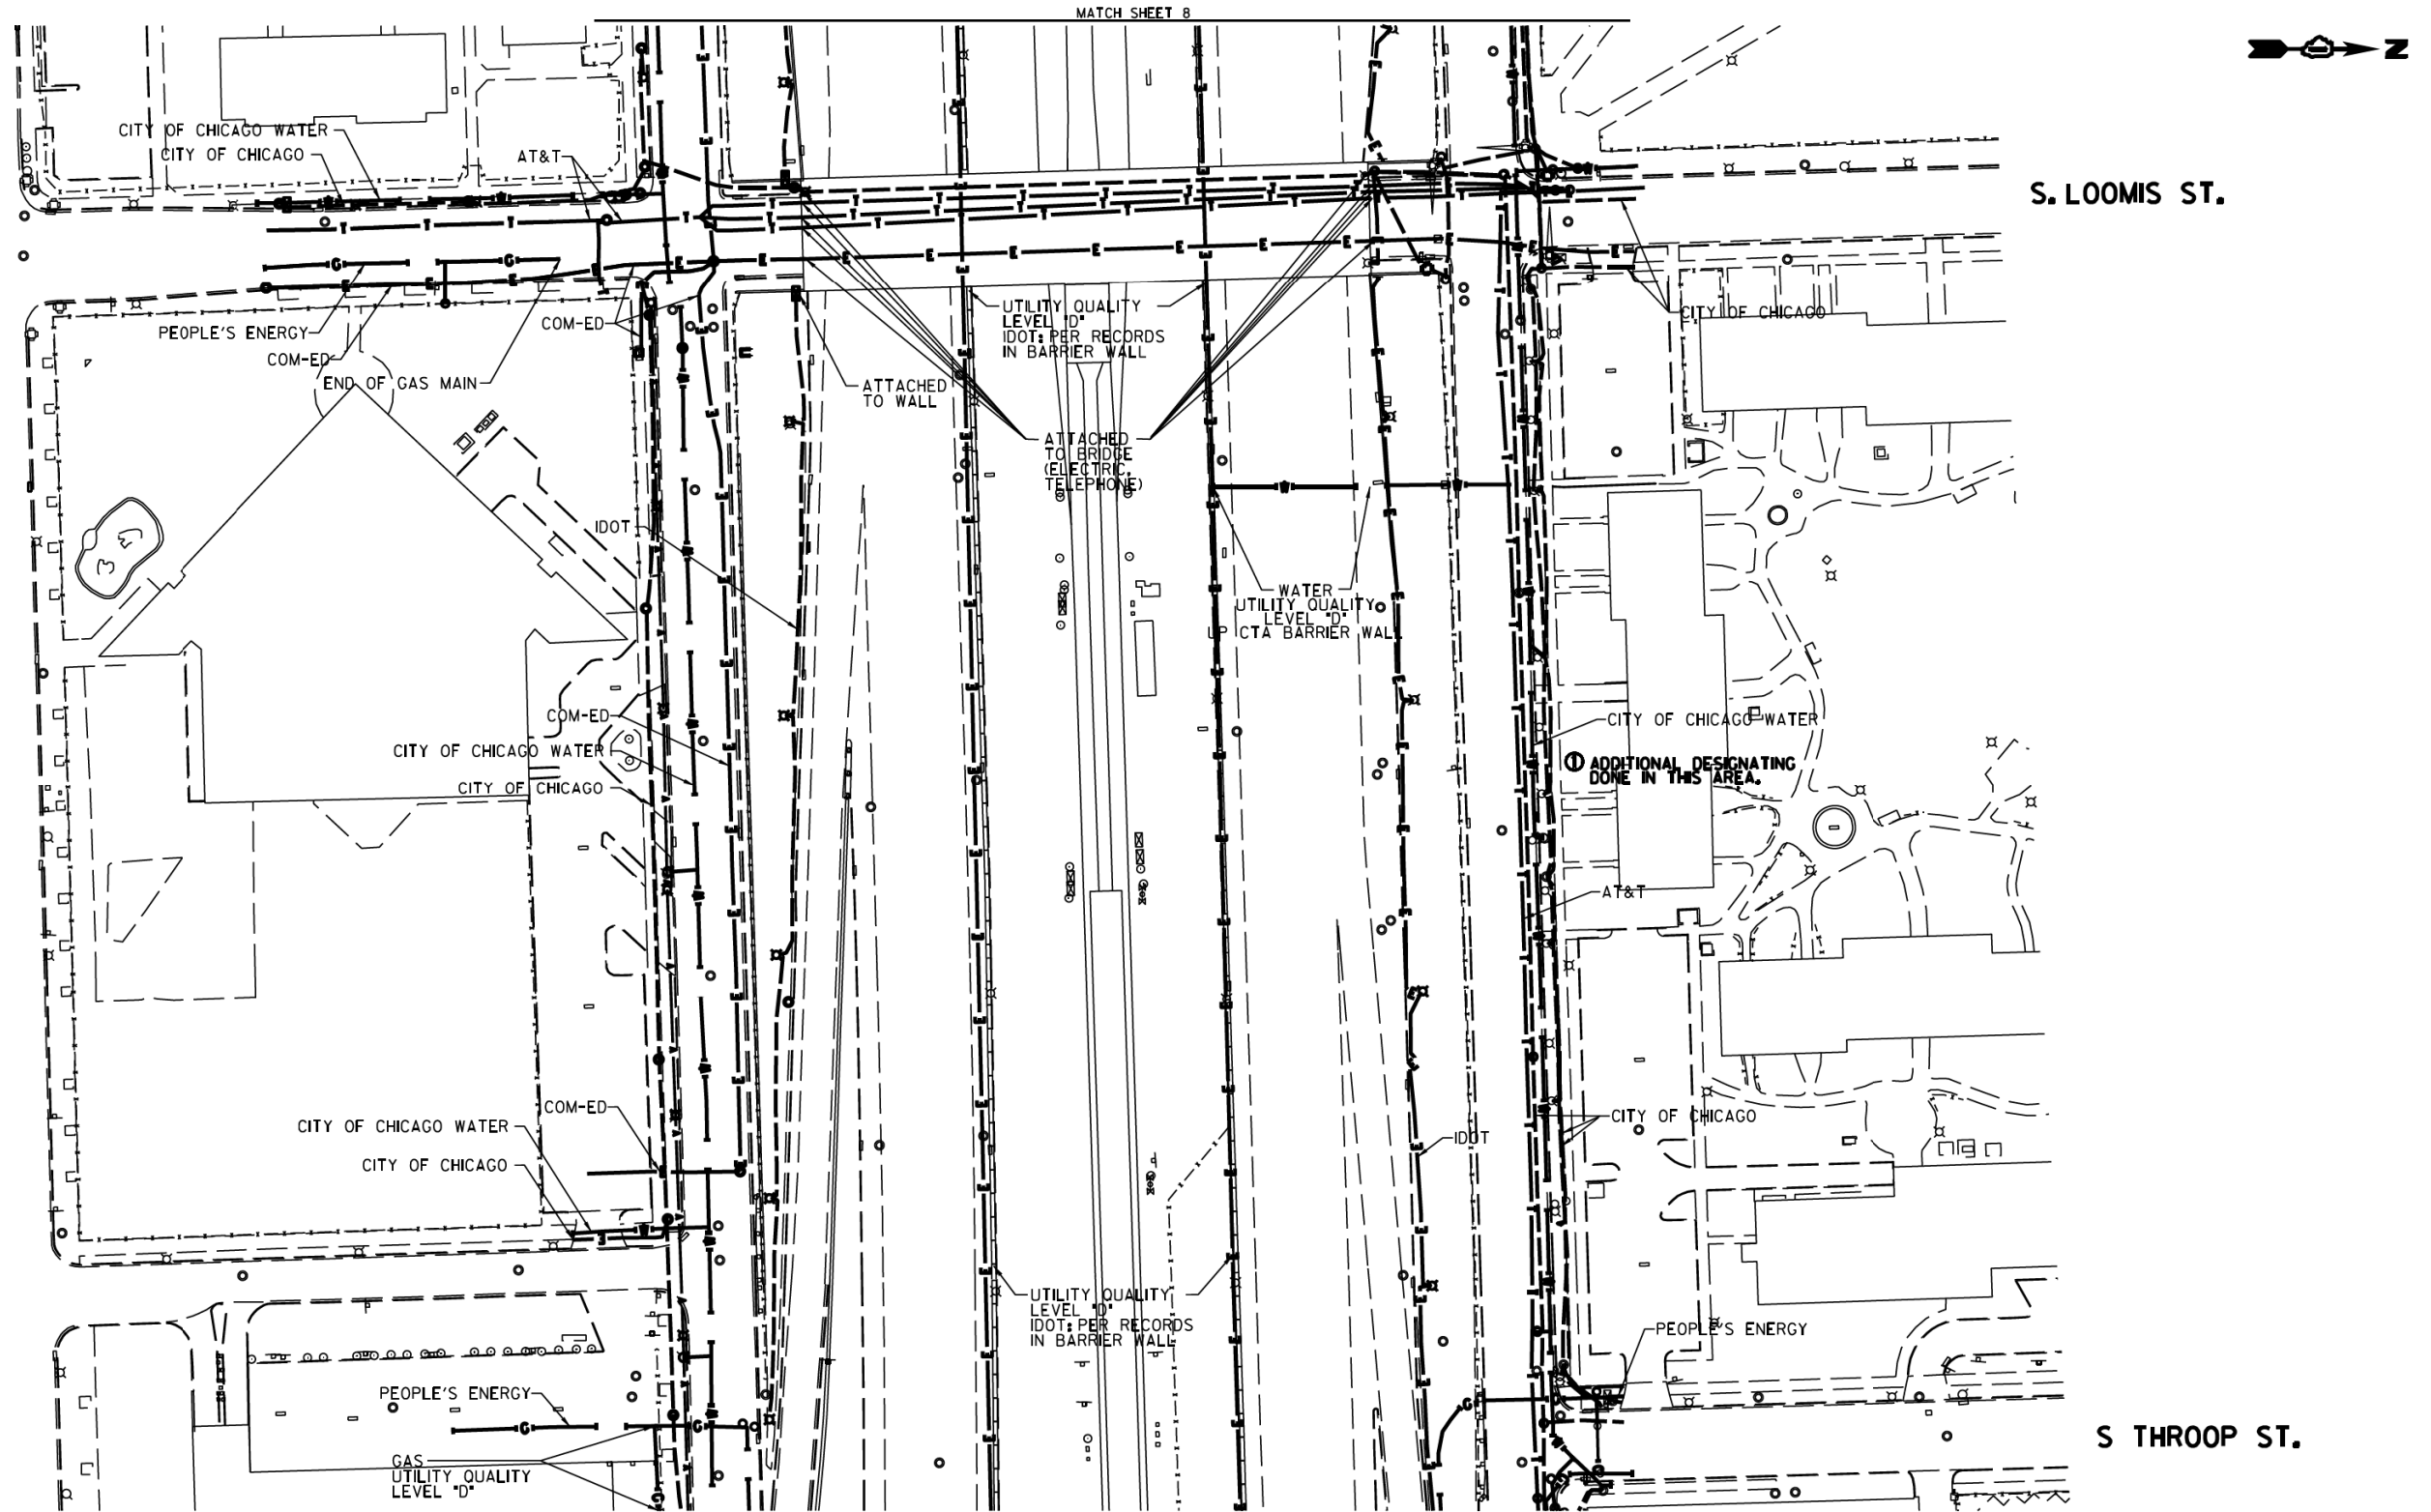 MATCH SHEET 8
N
CITY OF CHICAGO WATER
CITY OF CHICAGO
AT&T
S. LOOMIS ST.
PEOPLE'S ENERGY
COM-ED
END OF GAS MAIN
COM-ED
UTILITY QUALITY
LEVEL "D"
IDOT: PER RECORDS
IN BARRIER WALL
CITY OF CHICAGO
ATTACHED
TO WALL
ATTACHED
TO BRIDGE
(ELECTRIC,
TELEPHONE)
IDOT
WATER
UTILITY QUALITY
LEVEL "D"
UP CTA BARRIER WALL
COM-ED
CITY OF CHICAGO WATER
CITY OF CHICAGO
CITY OF CHICAGO WATER
① ADDITIONAL DESIGNATING
DONE IN THIS AREA.
AT&T
COM-ED
CITY OF CHICAGO WATER
CITY OF CHICAGO
CITY OF CHICAGO
IDOT
UTILITY QUALITY
LEVEL "D"
IDOT: PER RECORDS
IN BARRIER WALL
PEOPLE'S ENERGY
PEOPLE'S ENERGY
GAS
UTILITY QUALITY
LEVEL "D"
S THROOP ST.